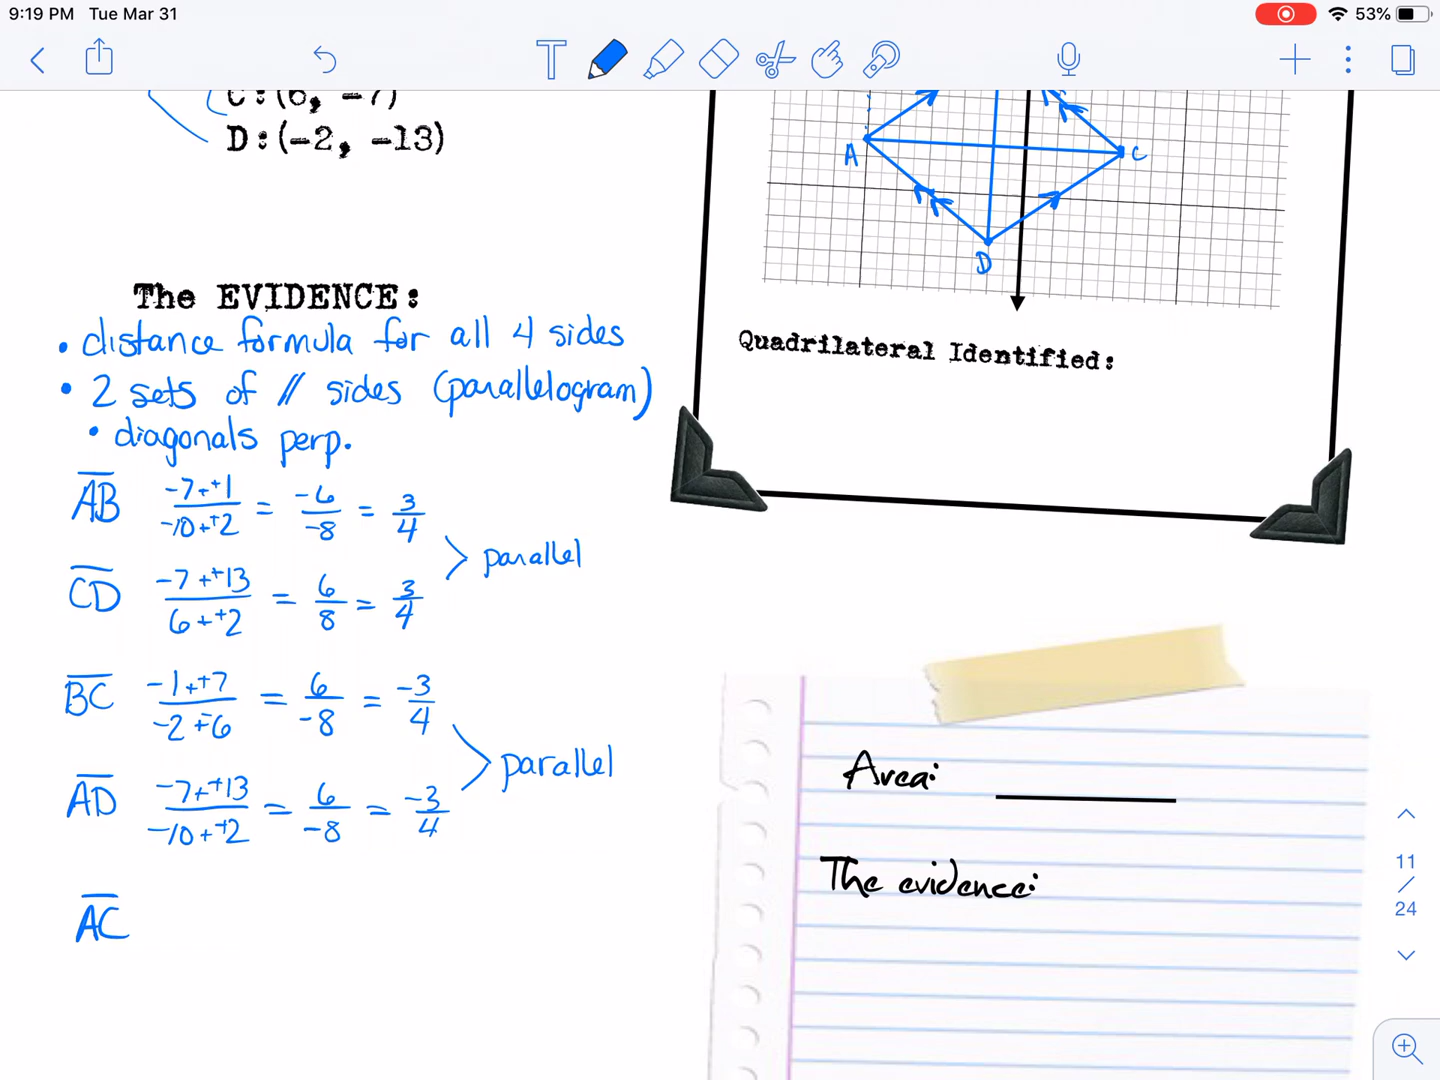 9:19 PM Tue Mar 31
53%
T
C:(6, -7)
D:(-2, -13)
A
C
D
The EVIDENCE:
• distance formula for all 4 sides
• 2 sets of // sides (parallelogram)
• diagonals perp.
AB -7++1/-10++2 = -6/-8 = 3/4
> parallel
CD -7++13/6++2 = 6/8 = 3/4
BC -1++7/-2+-6 = 6/-8 = -3/4
> parallel
AD -7++13/-10++2 = 6/-8 = -3/4
AC
Quadrilateral Identified:
Area:
The evidence:
11
/
24